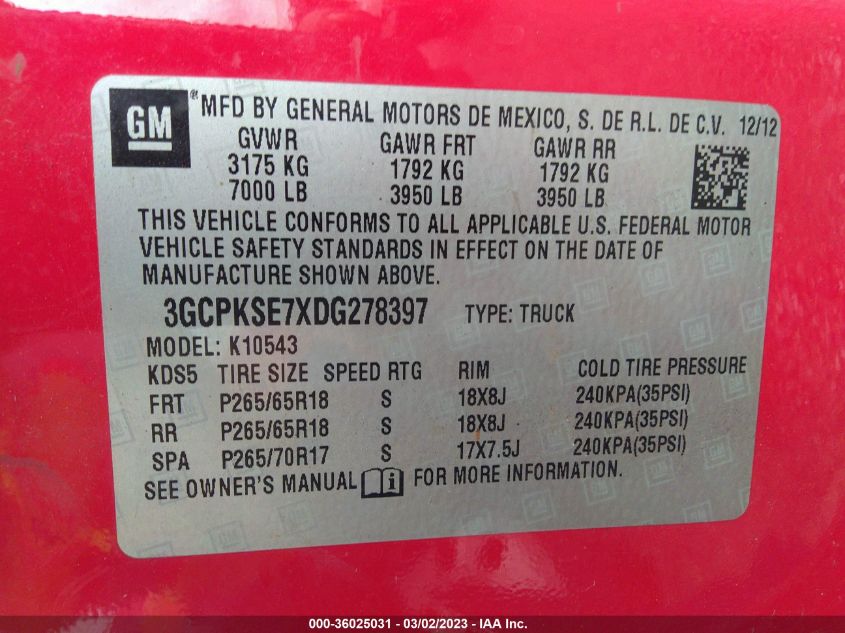 GM
® MFD BY GENERAL MOTORS DE MEXICO, S. DE R.L. DE C.V. 12/12
GVWR GAWR FRT GAWR RR
3175 KG 1792 KG 1792 KG
7000 LB 3950 LB 3950 LB
THIS VEHICLE CONFORMS TO ALL APPLICABLE U.S. FEDERAL MOTOR
VEHICLE SAFETY STANDARDS IN EFFECT ON THE DATE OF
MANUFACTURE SHOWN ABOVE.
3GCPKSE7XDG278397 TYPE: TRUCK
MODEL: K10543
KDS5 TIRE SIZE SPEED RTG RIM COLD TIRE PRESSURE
FRT P265/65R18 S 18X8J 240KPA(35PSI)
RR P265/65R18 S 18X8J 240KPA(35PSI)
SPA P265/70R17 S 17X7.5J 240KPA(35PSI)
SEE OWNER'S MANUAL i FOR MORE INFORMATION.
000-36025031 - 03/02/2023 - IAA Inc.